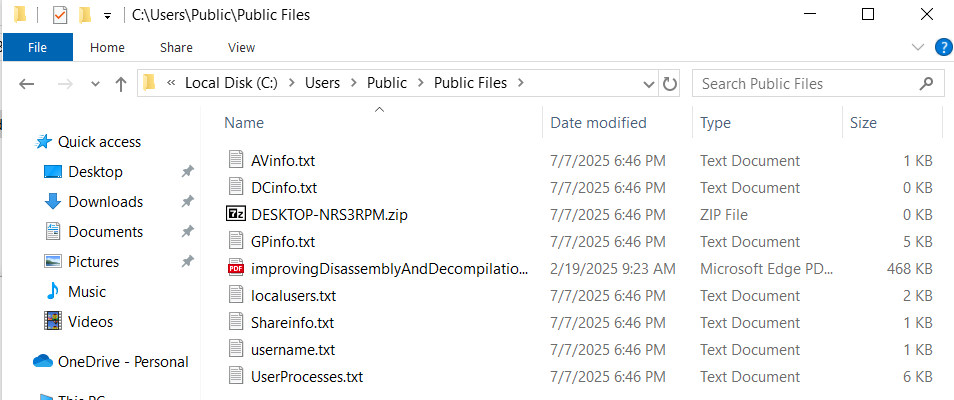 C:\Users\Public\Public Files
File Home Share View
« Local Disk (C:) > Users > Public > Public Files > Search Public Files
Name Date modified Type Size
Quick access
Desktop
Downloads
Documents
Pictures
Music
Videos
OneDrive - Personal
This PC
AVinfo.txt 7/7/2025 6:46 PM Text Document 1 KB
DCinfo.txt 7/7/2025 6:46 PM Text Document 0 KB
DESKTOP-NRS3RPM.zip 7/7/2025 6:46 PM ZIP File 0 KB
GPinfo.txt 7/7/2025 6:46 PM Text Document 5 KB
improvingDisassemblyAndDecompilatio... 2/19/2025 9:23 AM Microsoft Edge PD... 468 KB
localusers.txt 7/7/2025 6:46 PM Text Document 2 KB
Shareinfo.txt 7/7/2025 6:46 PM Text Document 1 KB
username.txt 7/7/2025 6:46 PM Text Document 1 KB
UserProcesses.txt 7/7/2025 6:46 PM Text Document 6 KB